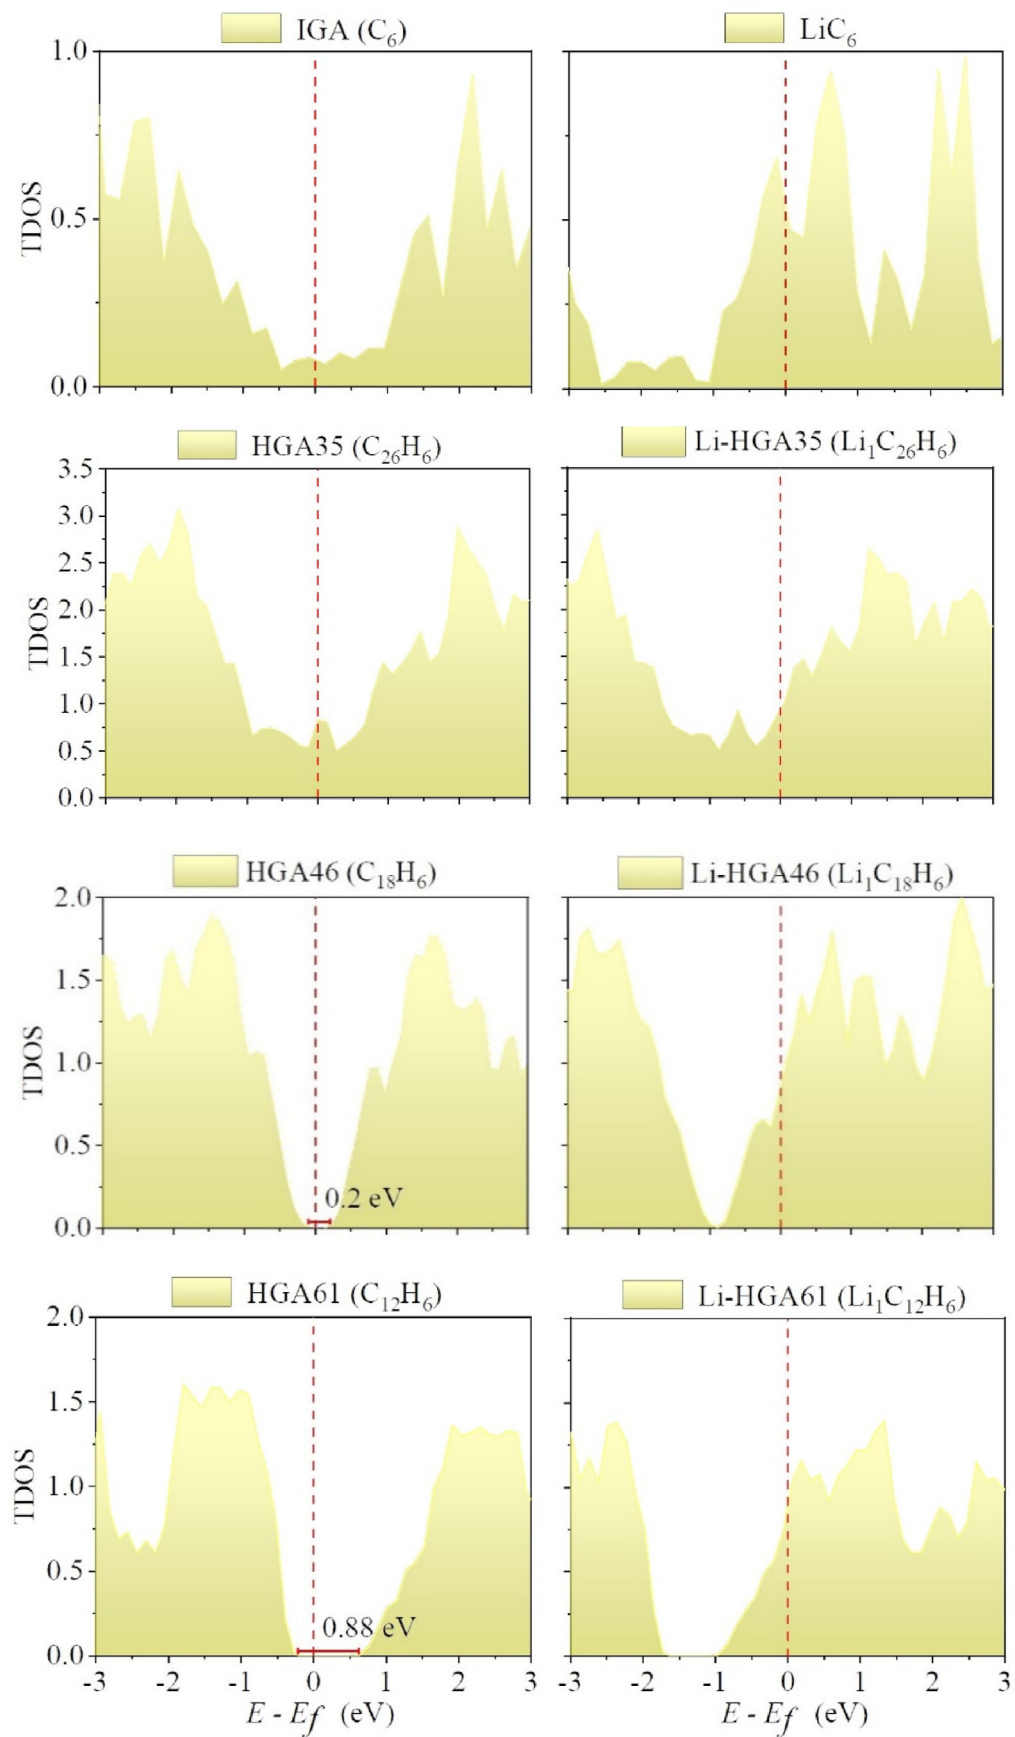 IGA (C₆)
LiC₆
1.0
0.5
0.0
TDOS
HGA35 (C₂₆H₆)
Li-HGA35 (Li₁C₂₆H₆)
3.5
3.0
2.5
2.0
1.5
1.0
0.5
0.0
TDOS
HGA46 (C₁₈H₆)
Li-HGA46 (Li₁C₁₈H₆)
2.0
1.5
1.0
0.5
0.0
TDOS
0.2 eV
HGA61 (C₁₂H₆)
Li-HGA61 (Li₁C₁₂H₆)
2.0
1.5
1.0
0.5
0.0
TDOS
0.88 eV
-3 -2 -1 0 1 2 3
-3 -2 -1 0 1 2 3
E - Ef (eV)
E - Ef (eV)